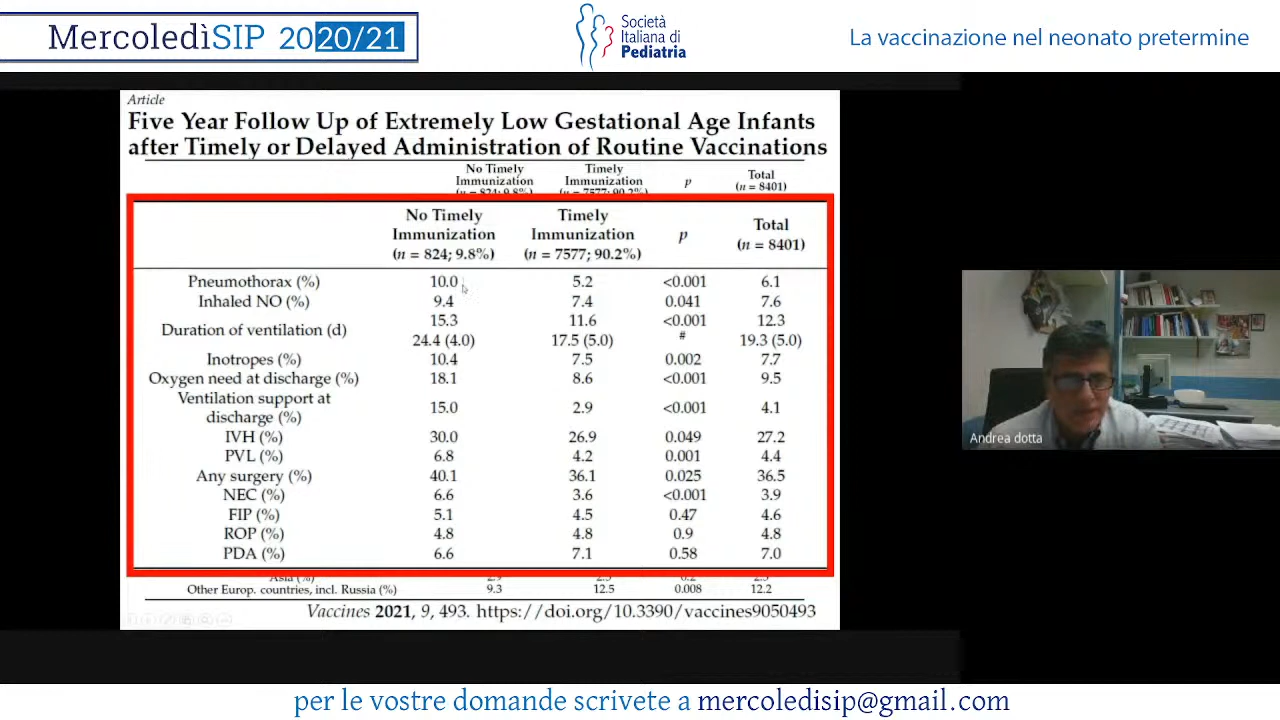 MercoledìSIP 2020/21
Società
Italiana di
Pediatria
La vaccinazione nel neonato pretermine
Article
Five Year Follow Up of Extremely Low Gestational Age Infants
after Timely or Delayed Administration of Routine Vaccinations
No Timely Immunization (n = 824; 9.8%) Timely Immunization (n = 7577; 90.2%) p Total (n = 8401)
No Timely Immunization (n = 824; 9.8%) Timely Immunization (n = 7577; 90.2%) p Total (n = 8401)
Pneumothorax (%) 10.0 5.2 <0.001 6.1
Inhaled NO (%) 9.4 7.4 0.041 7.6
Duration of ventilation (d) 15.3 11.6 <0.001 12.3
24.4 (4.0) 17.5 (5.0) # 19.3 (5.0)
Inotropes (%) 10.4 7.5 0.002 7.7
Oxygen need at discharge (%) 18.1 8.6 <0.001 9.5
Ventilation support at discharge (%) 15.0 2.9 <0.001 4.1
IVH (%) 30.0 26.9 0.049 27.2
PVL (%) 6.8 4.2 0.001 4.4
Any surgery (%) 40.1 36.1 0.025 36.5
NEC (%) 6.6 3.6 <0.001 3.9
FIP (%) 5.1 4.5 0.47 4.6
ROP (%) 4.8 4.8 0.9 4.8
PDA (%) 6.6 7.1 0.58 7.0
Asia (%)
Other Europ. countries, incl. Russia (%) 9.3 12.5 0.008 12.2
Vaccines 2021, 9, 493. https://doi.org/10.3390/vaccines9050493
Andrea dotta
per le vostre domande scrivete a mercoledisip@gmail.com